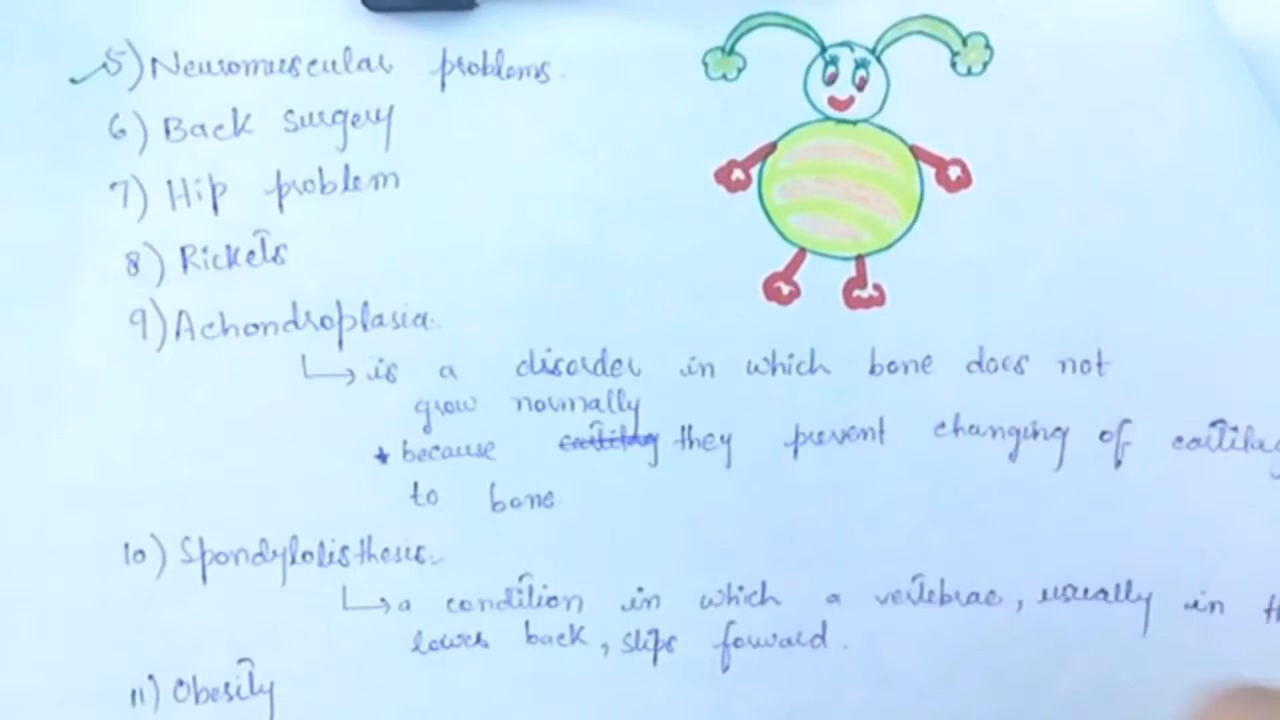 5) Neuromuscular problems.
6) Back surgery
7) Hip problem
8) Rickets
9) Achondroplasia.
↳ is a disorder in which bone does not
grow normally
* because they prevent changing of cartilag
to bone
10) Spondylolisthesis.
↳ a condition in which a vertebrae, usually in th
lower back, slips forward.
11) Obesity